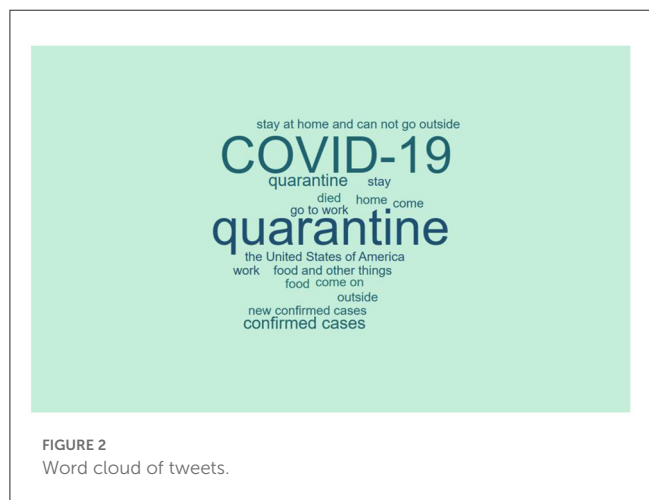 stay at home and can not go outside
COVID-19
quarantine stay
died home come
go to work
quarantine
the United States of America
work food and other things
food come on
outside
new confirmed cases
confirmed cases
FIGURE 2
Word cloud of tweets.